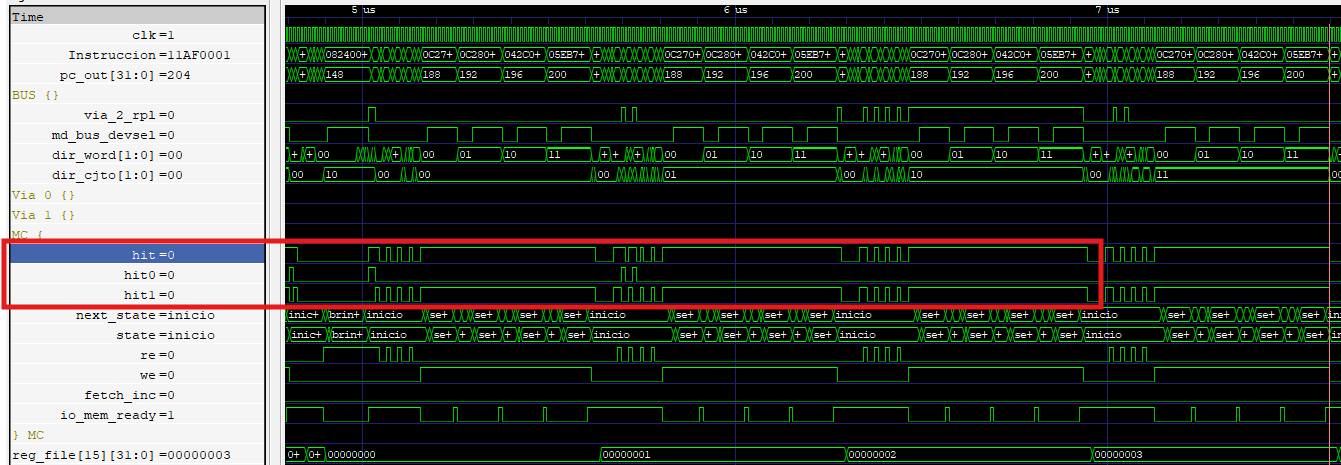 5 us 6 us 7 us
Time
clk=1
Instruccion=11AF0001 + 082400+ 0C27+ 0C280+ 042C0+ 05EB7+ + 0C270+ 0C280+ 042C0+ 05EB7+ 0C270+ 0C280+ 042C0+ 05EB7+ 0C270+ 0C280+ 042C0+ 05EB7+ +
pc_out[31:0]=204 + 148 188 192 196 200 + 188 192 196 200 + 188 192 196 200 + 188 192 196 200 +
BUS {}
via_2_rpl=0
md_bus_devsel=0
dir_word[1:0]=00 + + 00 + 00 01 10 11 + + 00 01 10 11 + + 00 01 10 11 + + 00 01 10 11
dir_cjto[1:0]=00 00 10 00 00 00 01 00 10 00 11 00
Via 0 {}
Via 1 {}
MC {
hit=0
hit0=0
hit1=0
next_state=inicio inic+ brin+ inicio se+ se+ se+ se+ inicio se+ se+ se+ se+ inicio se+ se+ se+ se+ inicio se+ se+ se+ se+
state=inicio inic+ brin+ inicio se+ + se+ + se+ se+ inicio se+ + se+ + se+ se+ inicio se+ + se+ + se+ se+ inicio se+ + se+ + se+ se+
re=0
we=0
fetch_inc=0
io_mem_ready=1
} MC
reg_file[15][31:0]=00000003 0+ 0+ 00000000 00000001 00000002 00000003